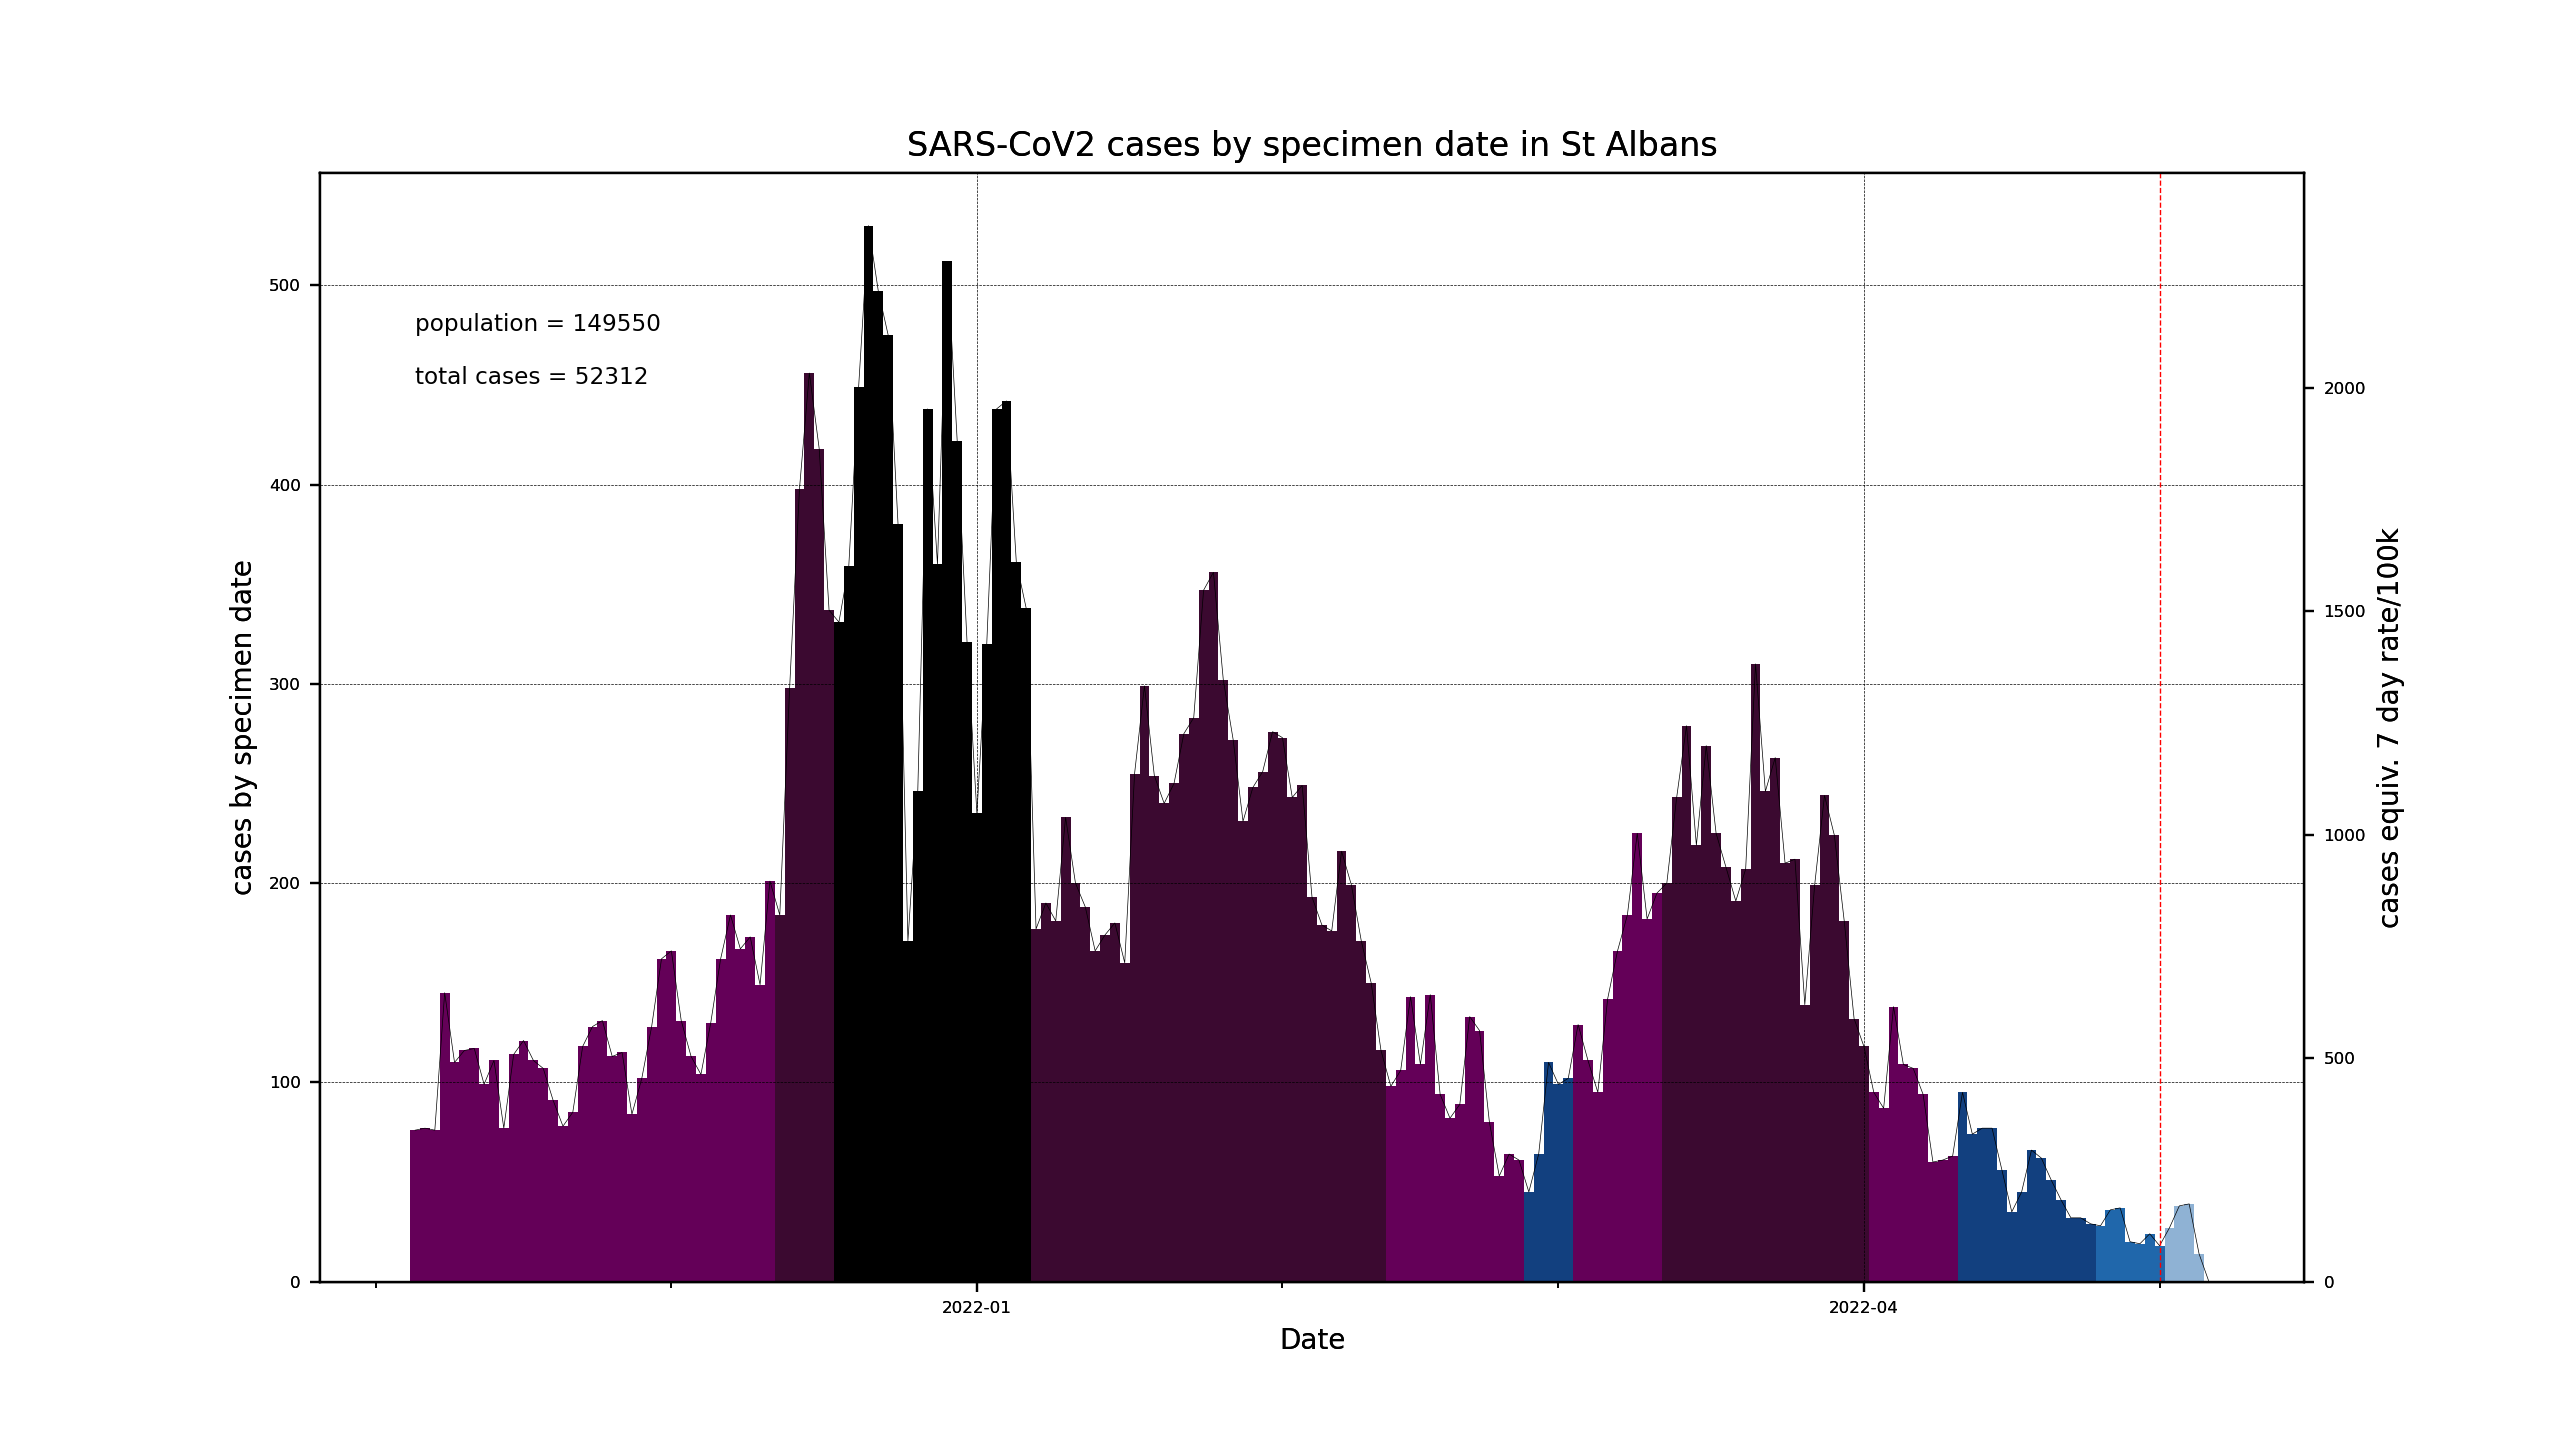 SARS-CoV2 cases by specimen date in St Albans
population = 149550
total cases = 52312
cases by specimen date
500
400
300
200
100
0
2000
1500
1000
500
0
cases equiv. 7 day rate/100k
2022-01
2022-04
Date